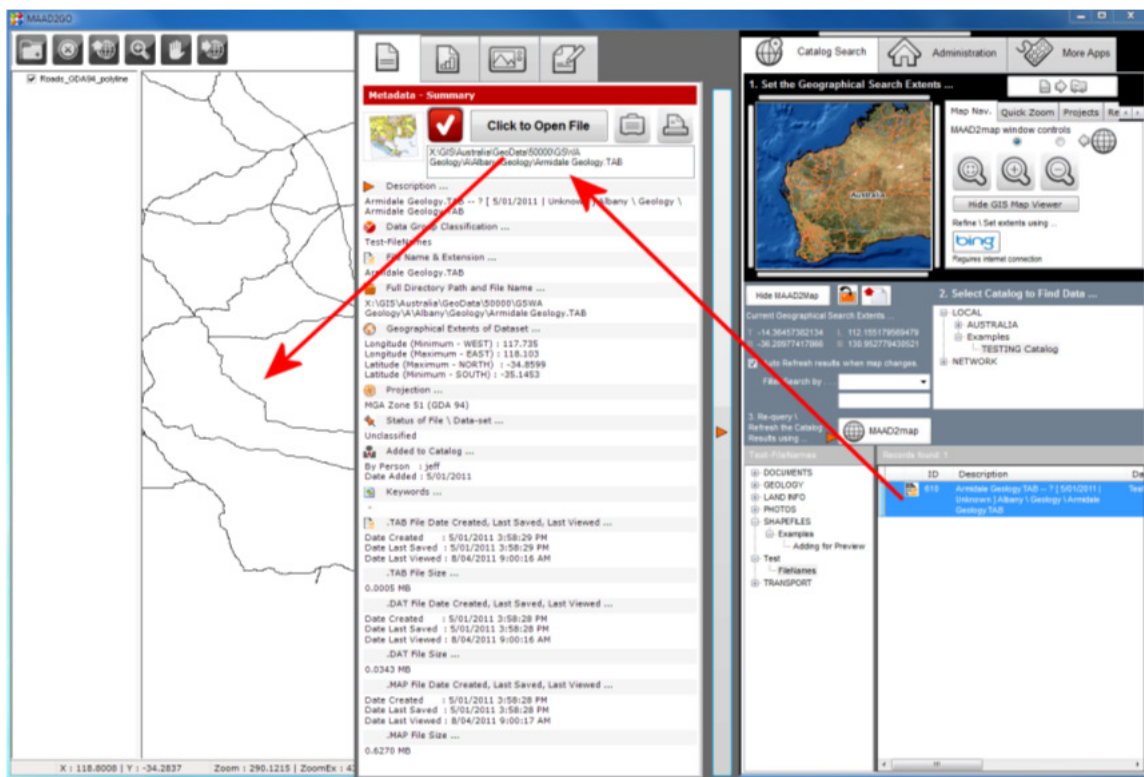 MAAD2GO
Roads_GDA94_polyline
X : 118.8008 | Y : -34.2837 Zoom : 290.1215 | ZoomEx : 4
Metadata - Summary
Click to Open File
X:\GIS\Australia\GeoData\50000\GSWA
Geology\A\Albany\Geology\Armidale Geology.TAB
Description ...
Armidale Geology.TAB -- ? [ 5/01/2011 | Unknown ] Albany \ Geology \
Armidale Geology.TAB
Data Group Classification ...
Test-FileNames
File Name & Extension ...
Armidale Geology.TAB
Full Directory Path and File Name ...
X:\GIS\Australia\GeoData\50000\GSWA
Geology\A\Albany\Geology\Armidale Geology.TAB
Geographical Extents of Dataset ...
Longitude (Minimum - WEST) : 117.735
Longitude (Maximum - EAST) : 118.103
Latitude (Maximum - NORTH) : -34.8599
Latitude (Minimum - SOUTH) : -35.1453
Projection ...
MGA Zone 51 (GDA 94)
Status of File \ Data-set ...
Unclassified
Added to Catalog ...
By Person : jeff
Date Added : 5/01/2011
Keywords ...
-
.TAB File Date Created, Last Saved, Last Viewed ...
Date Created : 5/01/2011 3:58:29 PM
Date Last Saved : 5/01/2011 3:58:29 PM
Date Last Viewed : 8/04/2011 9:00:16 AM
.TAB File Size ...
0.0005 MB
.DAT File Date Created, Last Saved, Last Viewed ...
Date Created : 5/01/2011 3:58:28 PM
Date Last Saved : 5/01/2011 3:58:28 PM
Date Last Viewed : 8/04/2011 9:00:16 AM
.DAT File Size ...
0.0343 MB
.MAP File Date Created, Last Saved, Last Viewed ...
Date Created : 5/01/2011 3:58:28 PM
Date Last Saved : 5/01/2011 3:58:28 PM
Date Last Viewed : 8/04/2011 9:00:17 AM
.MAP File Size ...
0.6270 MB
Catalog Search Administration More Apps
1. Set the Geographical Search Extents ...
Australia
Map Nav. Quick Zoom Projects Re
MAAD2map window controls
Hide GIS Map Viewer
Refine \ Set extents using ...
bing
Requires internet connection
Hide MAAD2Map
Current Geographical Search Extents ...
T: -14.36457382134 L: 112.155179569479
B: -36.20977417866 R: 138.952779430521
Auto Refresh results when map changes.
Filter Search by ...
3. Re-query \
Refresh the Catalog
Results using ...
MAAD2map
2. Select Catalog to Find Data ...
LOCAL
AUSTRALIA
Examples
TESTING Catalog
NETWORK
Test-FileNames
DOCUMENTS
GEOLOGY
LAND INFO
PHOTOS
SHAPEFILES
Examples
Adding for Preview
Test
FileNames
TRANSPORT
Records found 1
ID Description Da
610 Armidale Geology.TAB -- ? [ 5/01/2011 | Test
Unknown ] Albany \ Geology \ Armidale
Geology.TAB